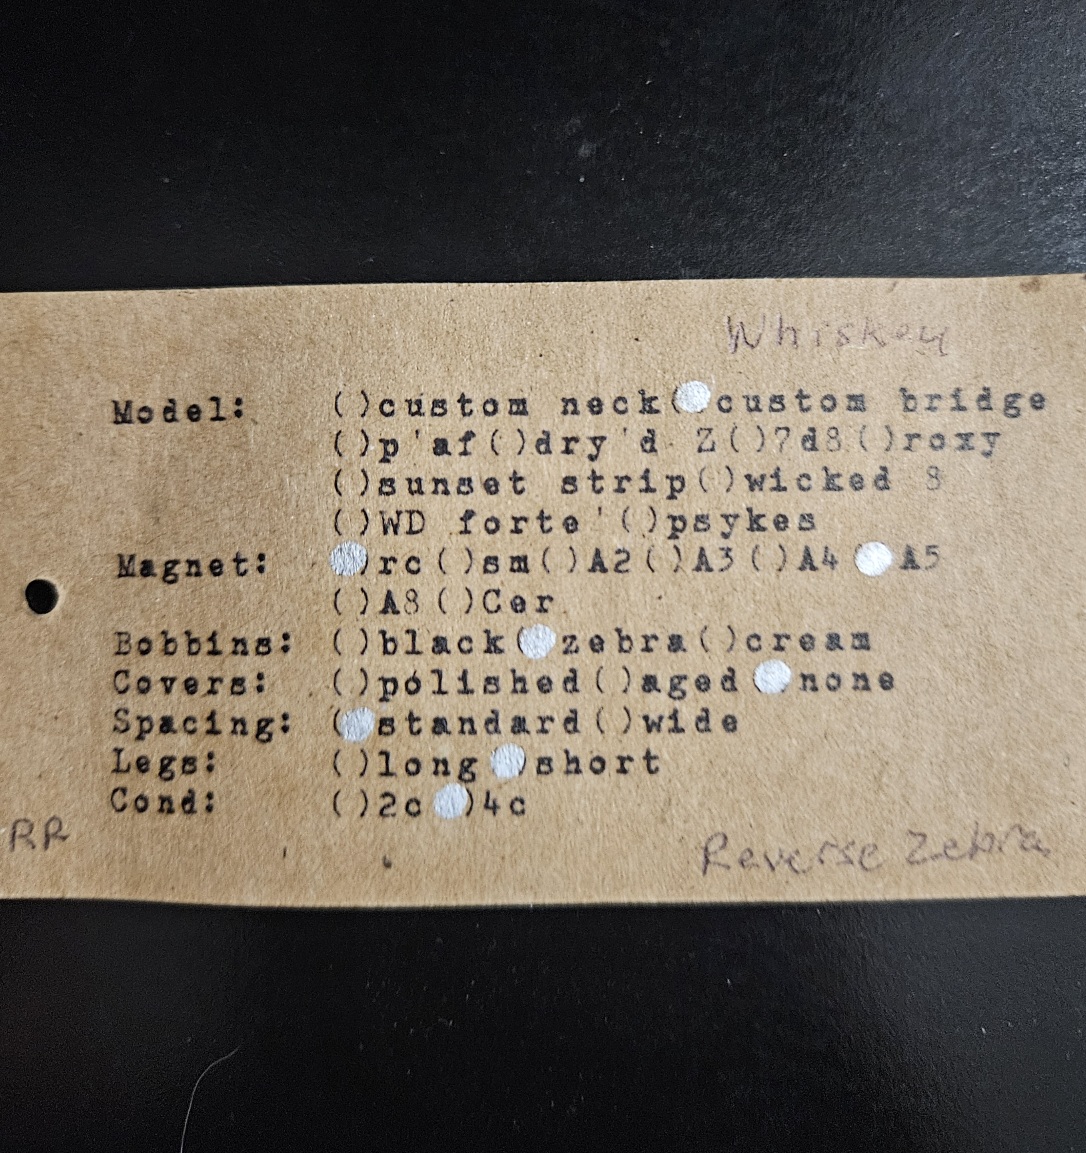 Whiskey
Model: ()custom neck( custom bridge
()p'af()dry'd Z()7d8()roxy
()sunset strip()wicked 8
()WD forte'()psykes
Magnet: )rc()sm()A2()A3()A4 A5
()A8()Cer
Bobbins: ()black( zebra()cream
Covers: ()polished()aged none
Spacing: ( standard()wide
Legs: ()long )short
Cond: ()2c )4c
RR
Reverse Zebra